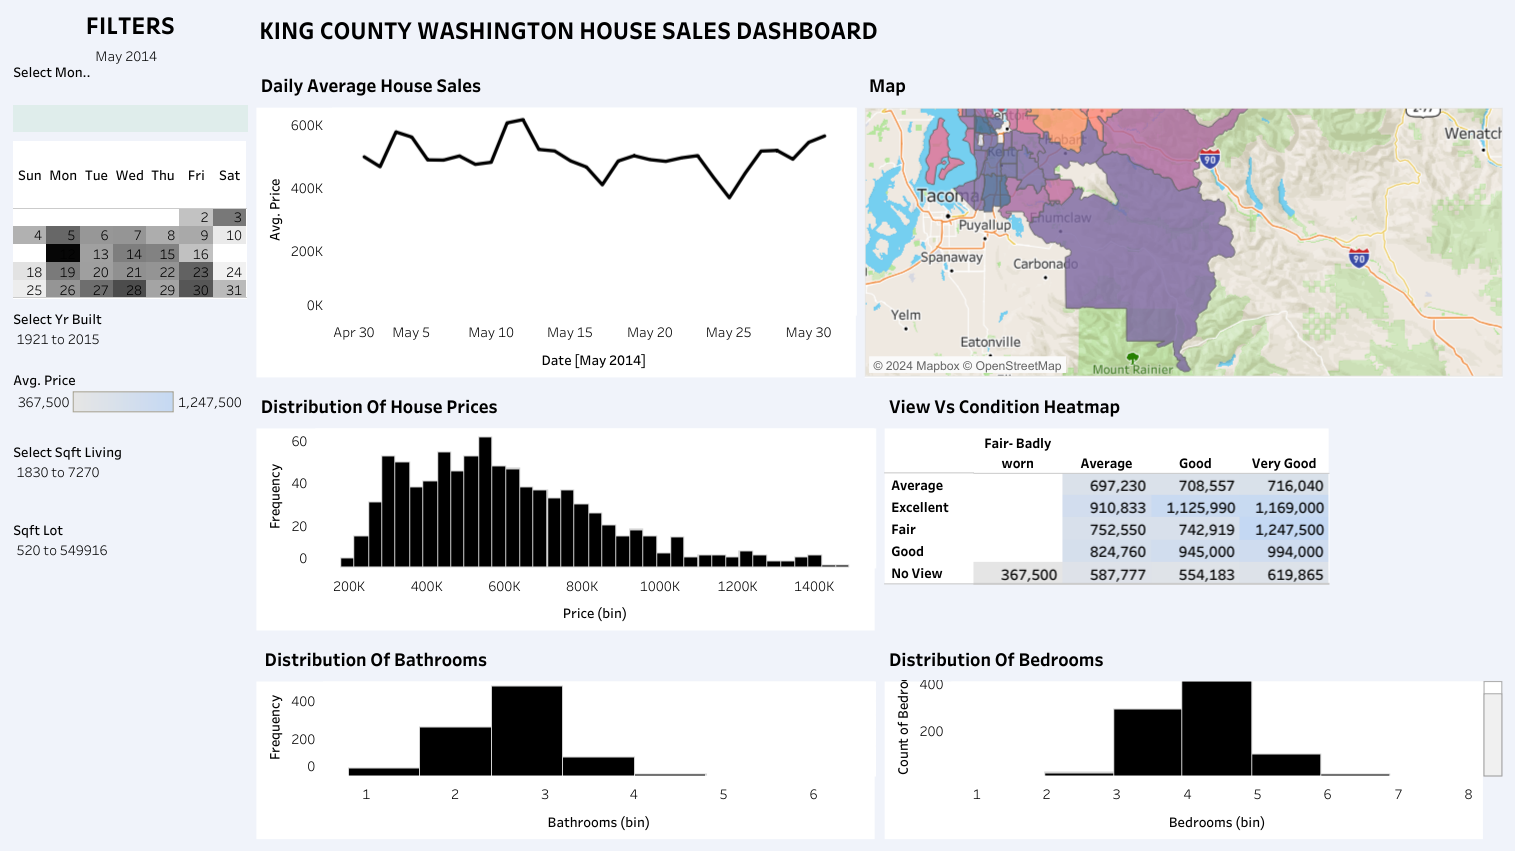 FILTERS
May 2014
Select Mon..
Sun Mon Tue Wed Thu Fri Sat
2 3
4 5 6 7 8 9 10
13 14 15 16
18 19 20 21 22 23 24
25 26 27 28 29 30 31
Select Yr Built
1921 to 2015
Avg. Price
367,500 1,247,500
Select Sqft Living
1830 to 7270
Sqft Lot
520 to 549916
KING COUNTY WASHINGTON HOUSE SALES DASHBOARD
Daily Average House Sales
Avg. Price
600K
400K
200K
0K
Apr 30 May 5 May 10 May 15 May 20 May 25 May 30
Date [May 2014]
Map
Renton
Hobart
Kent
90
Wenatch
Tacoma
Enumclaw
Puyallup
Spanaway
Carbonado
90
Yelm
Eatonville
Mount Rainier
© 2024 Mapbox © OpenStreetMap
Distribution Of House Prices
Frequency
60
40
20
0
200K 400K 600K 800K 1000K 1200K 1400K
Price (bin)
View Vs Condition Heatmap
Fair- Badly
worn Average Good Very Good
Average 697,230 708,557 716,040
Excellent 910,833 1,125,990 1,169,000
Fair 752,550 742,919 1,247,500
Good 824,760 945,000 994,000
No View 367,500 587,777 554,183 619,865
Distribution Of Bathrooms
Frequency
400
200
0
1 2 3 4 5 6
Bathrooms (bin)
Distribution Of Bedrooms
Count of Bedro
400
200
1 2 3 4 5 6 7 8
Bedrooms (bin)